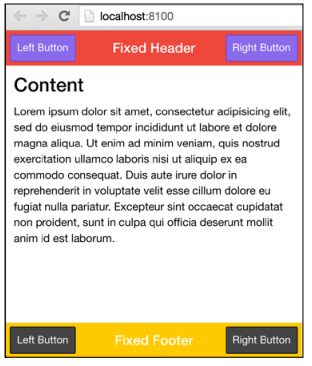 localhost:8100
Left Button Fixed Header Right Button
Content
Lorem ipsum dolor sit amet, consectetur adipisicing elit,
sed do eiusmod tempor incididunt ut labore et dolore
magna aliqua. Ut enim ad minim veniam, quis nostrud
exercitation ullamco laboris nisi ut aliquip ex ea
commodo consequat. Duis aute irure dolor in
reprehenderit in voluptate velit esse cillum dolore eu
fugiat nulla pariatur. Excepteur sint occaecat cupidatat
non proident, sunt in culpa qui officia deserunt mollit
anim id est laborum.
Left Button Fixed Footer Right Button